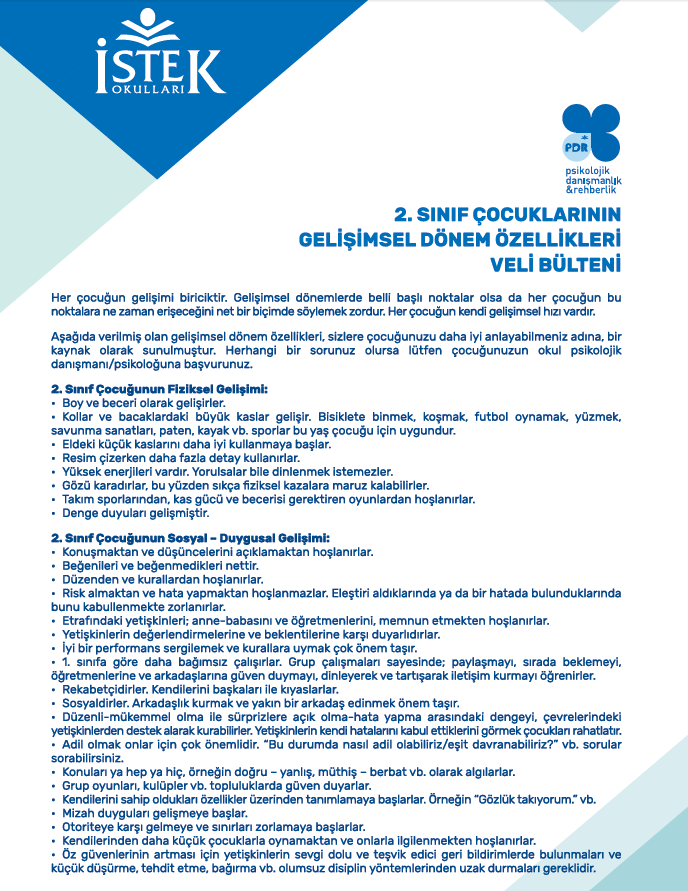 İSTEK
OKULLARI
PDR
psikolojik
danışmanlık
&rehberlik
2. SINIF ÇOCUKLARININ
GELİŞİMSEL DÖNEM ÖZELLİKLERİ
VELİ BÜLTENİ
Her çocuğun gelişimi biriciktir. Gelişimsel dönemlerde belli başlı noktalar olsa da her çocuğun bu
noktalara ne zaman erişeceğini net bir biçimde söylemek zordur. Her çocuğun kendi gelişimsel hızı vardır.
Aşağıda verilmiş olan gelişimsel dönem özellikleri, sizlere çocuğunuzu daha iyi anlayabilmeniz adına, bir
kaynak olarak sunulmuştur. Herhangi bir sorunuz olursa lütfen çocuğunuzun okul psikolojik
danışmanı/psikoloğuna başvurunuz.
2. Sınıf Çocuğunun Fiziksel Gelişimi:
• Boy ve beceri olarak gelişirler.
• Kollar ve bacaklardaki büyük kaslar gelişir. Bisiklete binmek, koşmak, futbol oynamak, yüzmek,
savunma sanatları, paten, kayak vb. sporlar bu yaş çocuğu için uygundur.
• Eldeki küçük kaslarını daha iyi kullanmaya başlar.
• Resim çizerken daha fazla detay kullanırlar.
• Yüksek enerjileri vardır. Yorulsalar bile dinlenmek istemezler.
• Gözü karadırlar, bu yüzden sıkça fiziksel kazalara maruz kalabilirler.
• Takım sporlarından, kas gücü ve becerisi gerektiren oyunlardan hoşlanırlar.
• Denge duyuları gelişmiştir.
2. Sınıf Çocuğunun Sosyal – Duygusal Gelişimi:
• Konuşmaktan ve düşüncelerini açıklamaktan hoşlanırlar.
• Beğenileri ve beğenmedikleri nettir.
• Düzenden ve kurallardan hoşlanırlar.
• Risk almaktan ve hata yapmaktan hoşlanmazlar. Eleştiri aldıklarında ya da bir hatada bulunduklarında
bunu kabullenmekte zorlanırlar.
• Etrafındaki yetişkinleri; anne-babasını ve öğretmenlerini, memnun etmekten hoşlanırlar.
• Yetişkinlerin değerlendirmelerine ve beklentilerine karşı duyarlıdırlar.
• İyi bir performans sergilemek ve kurallara uymak çok önem taşır.
• 1. sınıfa göre daha bağımsız çalışırlar. Grup çalışmaları sayesinde; paylaşmayı, sırada beklemeyi,
öğretmenlerine ve arkadaşlarına güven duymayı, dinleyerek ve tartışarak iletişim kurmayı öğrenirler.
• Rekabetçidirler. Kendilerini başkaları ile kıyaslarlar.
• Sosyaldirler. Arkadaşlık kurmak ve yakın bir arkadaş edinmek önem taşır.
• Düzenli-mükemmel olma ile sürprizlere açık olma-hata yapma arasındaki dengeyi, çevrelerindeki
yetişkinlerden destek alarak kurabilirler. Yetişkinlerin kendi hatalarını kabul ettiklerini görmek çocukları rahatlatır.
• Adil olmak onlar için çok önemlidir. “Bu durumda nasıl adil olabiliriz/eşit davranabiliriz?” vb. sorular
sorabilirsiniz.
• Konuları ya hep ya hiç, örneğin doğru – yanlış, müthiş – berbat vb. olarak algılarlar.
• Grup oyunları, kulüpler vb. topluluklarda güven duyarlar.
• Kendilerini sahip oldukları özellikler üzerinden tanımlamaya başlarlar. Örneğin “Gözlük takıyorum.” vb.
• Mizah duyguları gelişmeye başlar.
• Otoriteye karşı gelmeye ve sınırları zorlamaya başlarlar.
• Kendilerinden daha küçük çocuklarla oynamaktan ve onlarla ilgilenmekten hoşlanırlar.
• Öz güvenlerinin artması için yetişkinlerin sevgi dolu ve teşvik edici geri bildirimlerde bulunmaları ve
küçük düşürme, tehdit etme, bağırma vb. olumsuz disiplin yöntemlerinden uzak durmaları gereklidir.